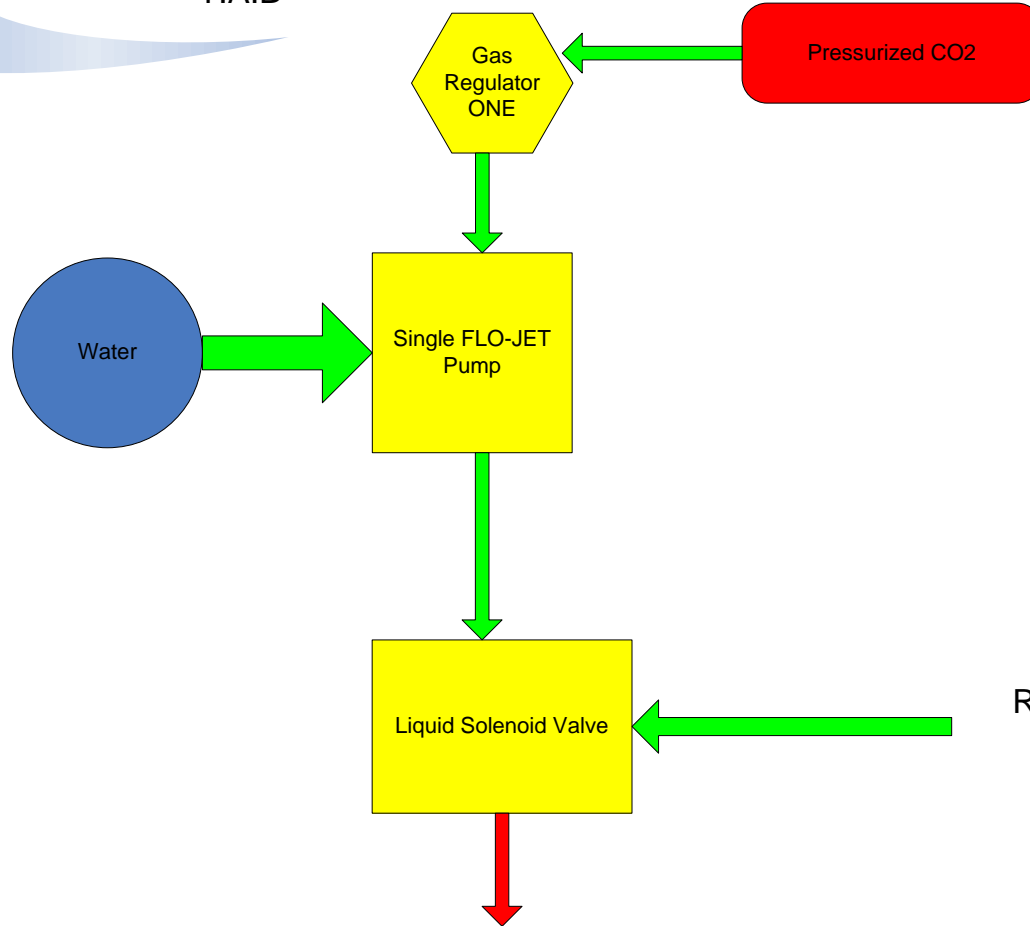 Gas
Regulator
ONE
Pressurized CO2
Water
Single FLO-JET
Pump
R
Liquid Solenoid Valve